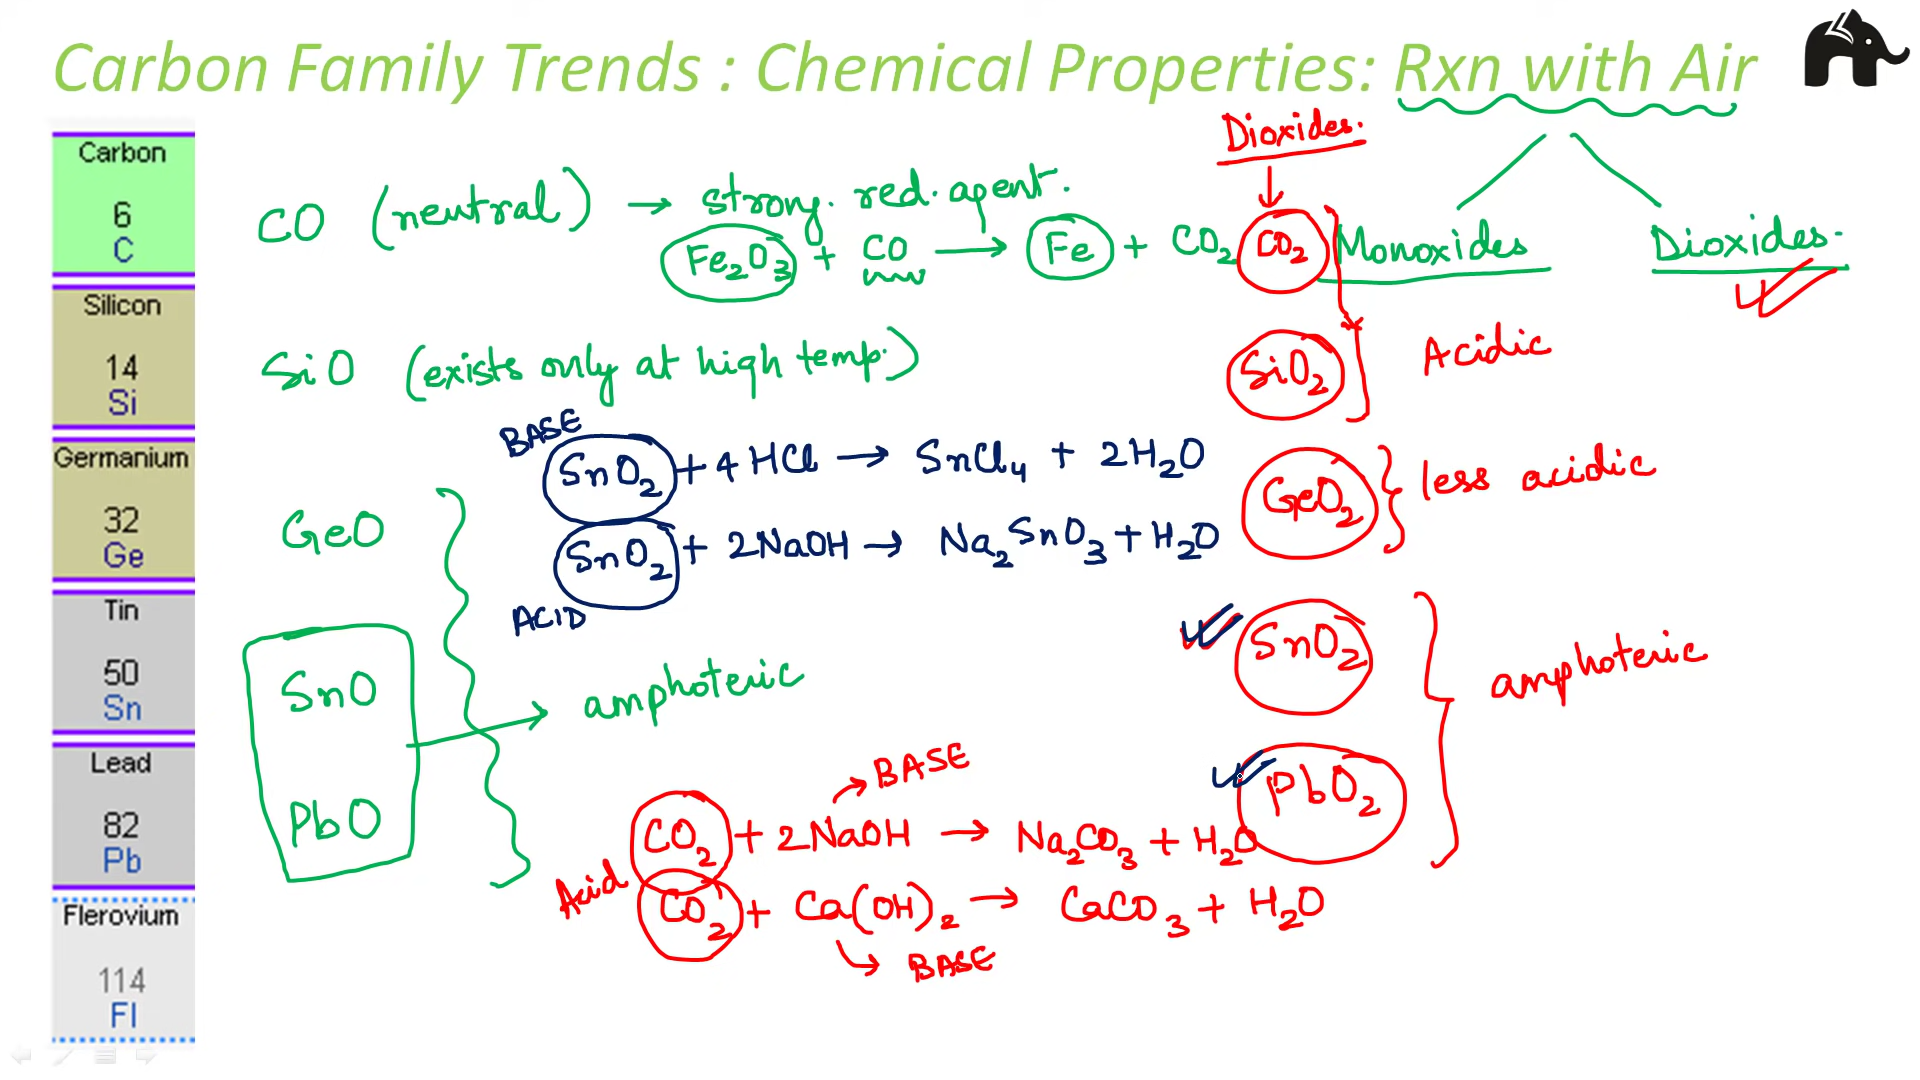 Carbon Family Trends : Chemical Properties: Rxn with Air
Carbon
6
C
Silicon
14
Si
Germanium
32
Ge
Tin
50
Sn
Lead
82
Pb
Flerovium
114
Fl
CO (neutral) → strong. red. agent.
Fe₂O₃ + CO → Fe + CO₂
SiO (exists only at high temp.)
BASE
SnO₂ + 4HCl → SnCl₄ + 2H₂O
SnO₂ + 2NaOH → Na₂SnO₃ + H₂O
ACID
GeO
SnO
PbO
amphoteric
→ BASE
CO₂ + 2NaOH → Na₂CO₃ + H₂O
Acid
CO₂ + Ca(OH)₂ → CaCO₃ + H₂O
→ BASE
Dioxides.
CO₂
SiO₂
Acidic
GeO₂
less acidic
SnO₂
PbO₂
amphoteric
Monoxides
Dioxides.